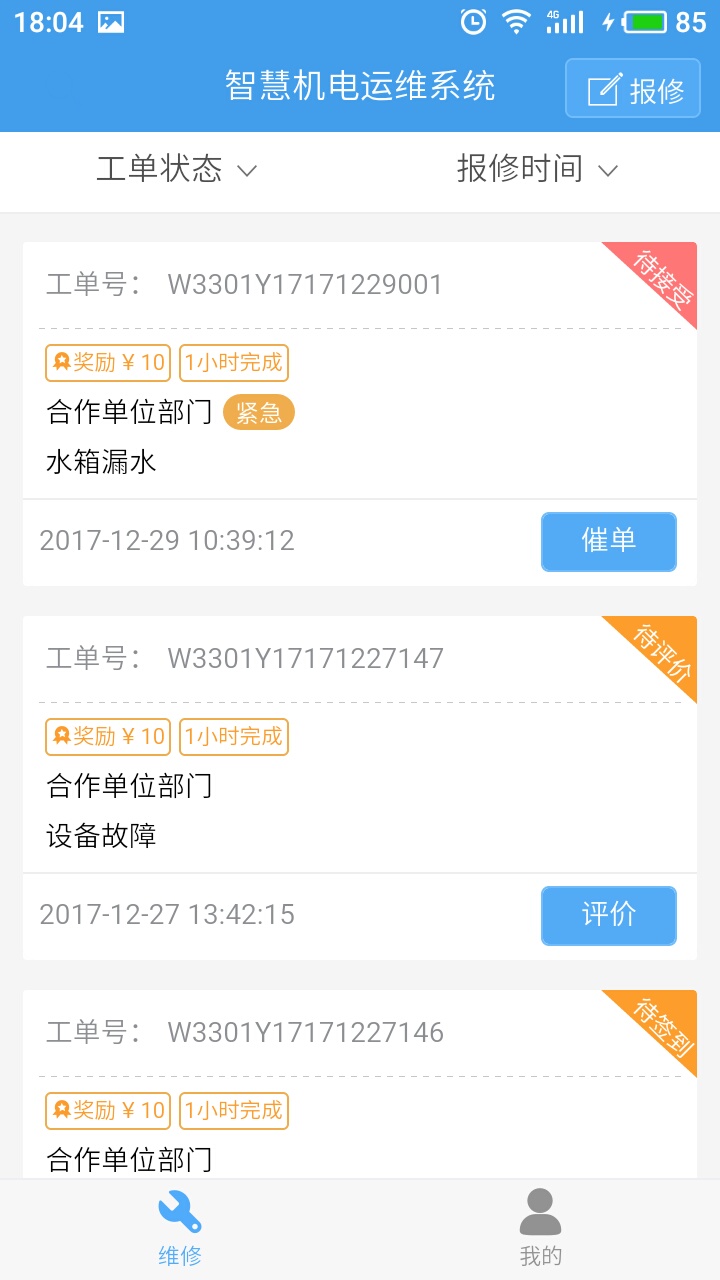 18:04
4G
85
智慧机电运维系统
报修
工单状态
报修时间
工单号： W3301Y17171229001
待接受
奖励 ¥ 10 1小时完成
合作单位部门 紧急
水箱漏水
2017-12-29 10:39:12
催单
工单号： W3301Y17171227147
待评价
奖励 ¥ 10 1小时完成
合作单位部门
设备故障
2017-12-27 13:42:15
评价
工单号： W3301Y17171227146
待签到
奖励 ¥ 10 1小时完成
合作单位部门
维修
我的